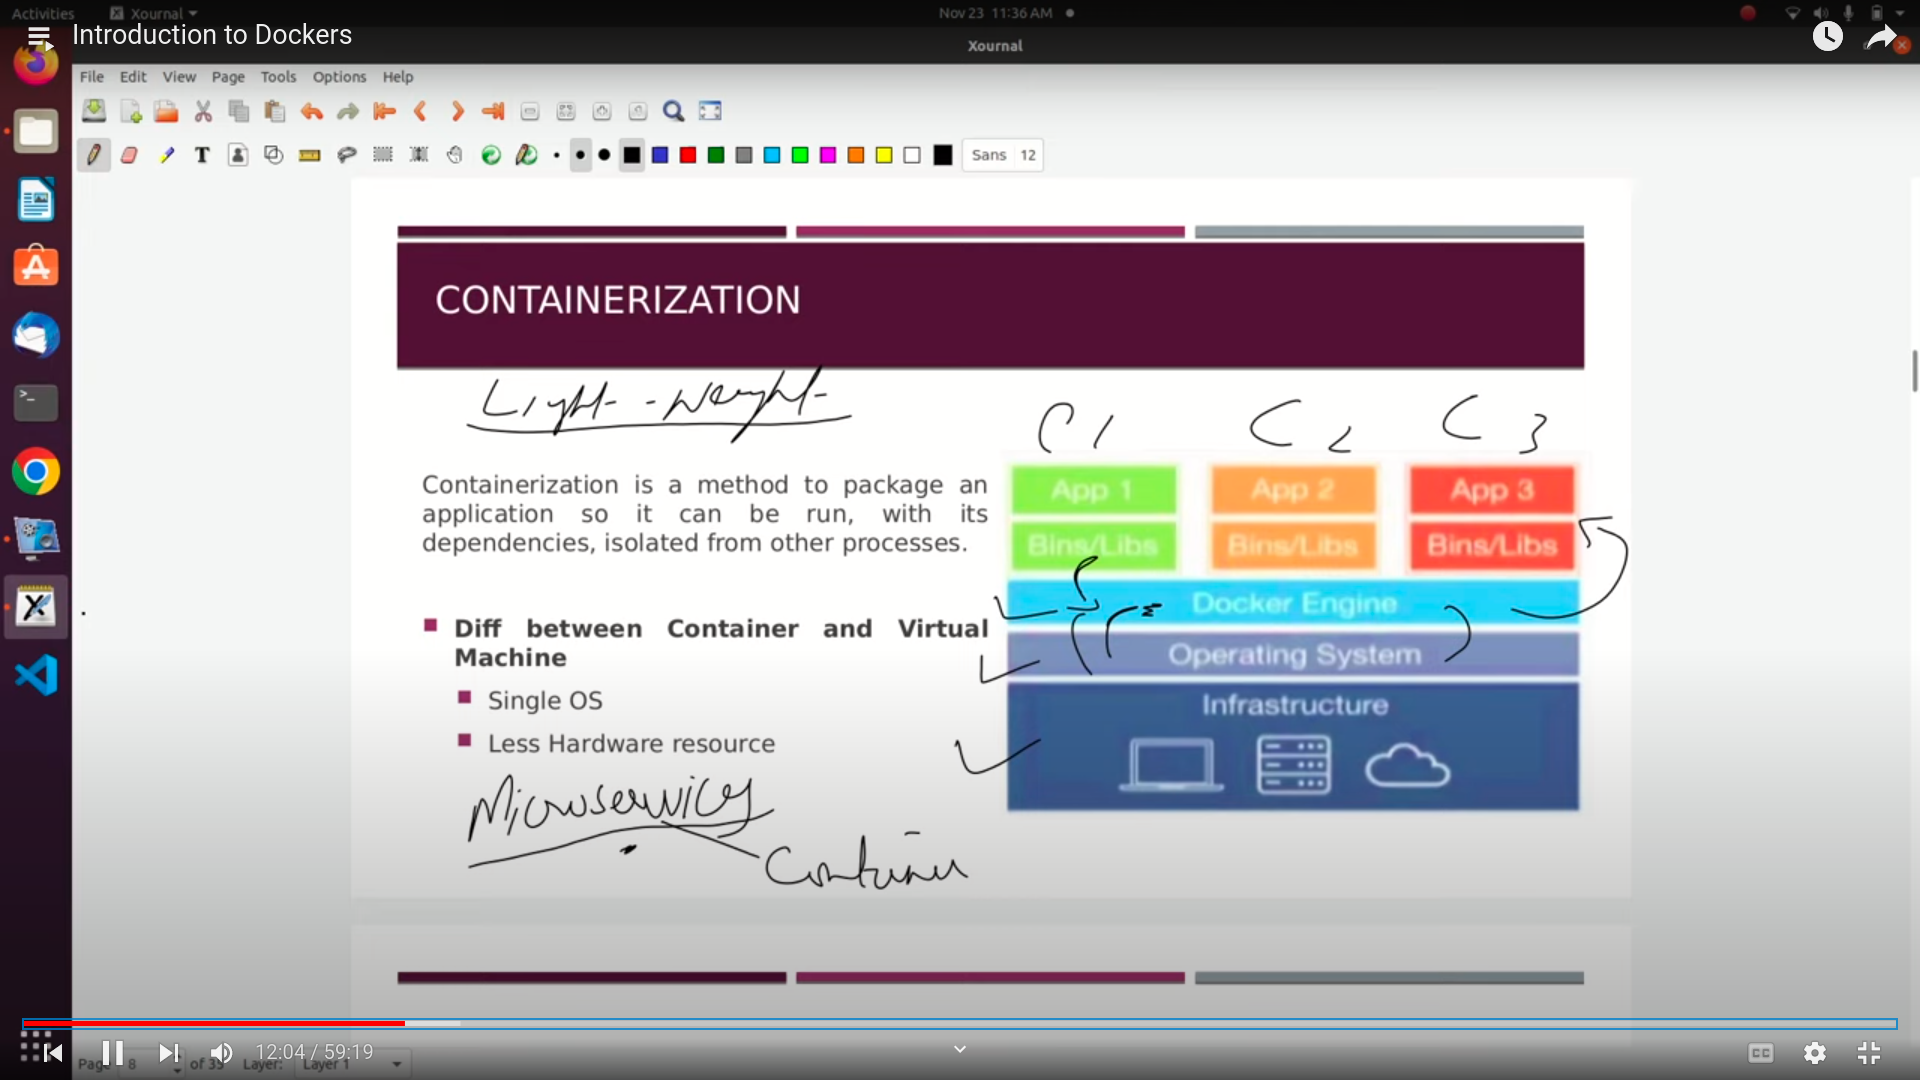 Activities Xournal Nov 23 11:36 AM
Introduction to Dockers
Xournal
File Edit View Page Tools Options Help
Sans 12
CONTAINERIZATION
Light-Weight
C1 C2 C3
Containerization is a method to package an
application so it can be run, with its
dependencies, isolated from other processes.
Diff between Container and Virtual
Machine
Single OS
Less Hardware resource
Microservices
Container
App 1 App 2 App 3
Bins/Libs Bins/Libs Bins/Libs
Docker Engine
Operating System
Infrastructure
12:04 / 59:19
CC
Page 8 of 35 Layer: Layer 1